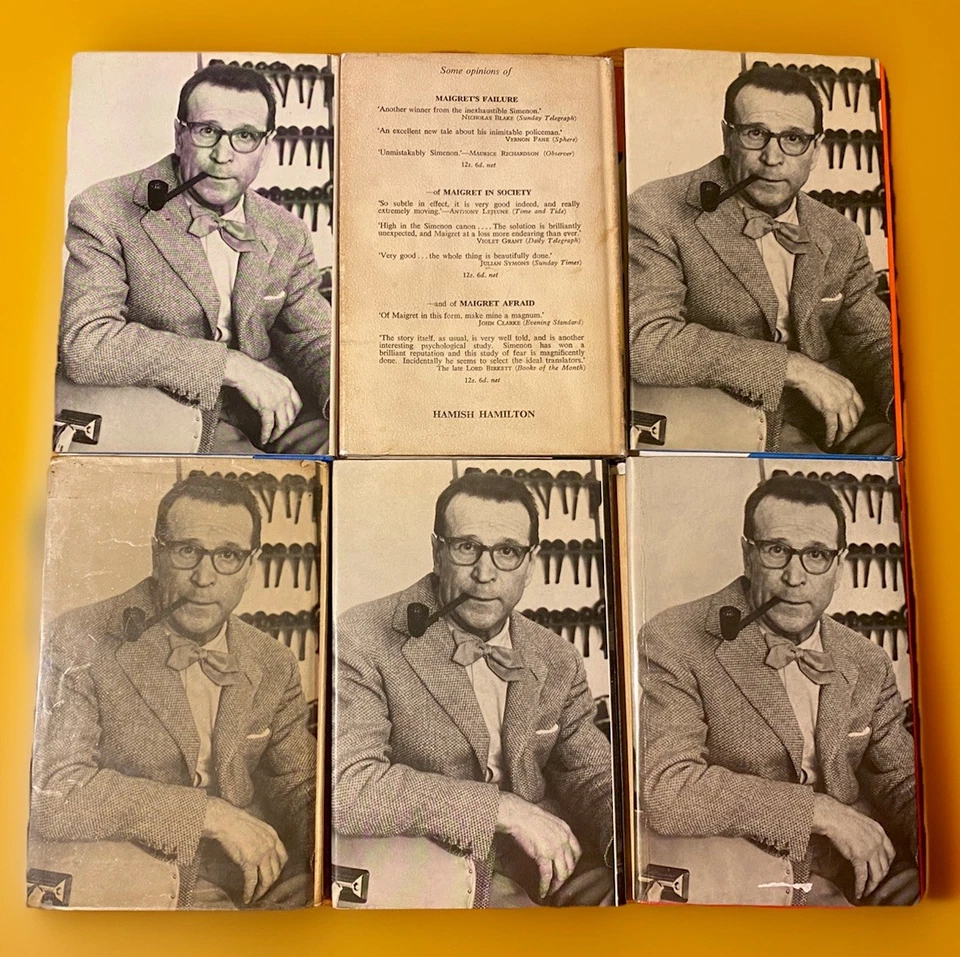 Some opinions of
MAIGRET'S FAILURE
'Another winner from the inexhaustible Simenon.'
NICHOLAS BLAKE (Sunday Telegraph)
'An excellent new tale about his inimitable policeman.'
VERNON FANE (Sphere)
'Unmistakably Simenon.'—MAURICE RICHARDSON (Observer)
12s. 6d. net
—of MAIGRET IN SOCIETY
'So subtle in effect, it is very good indeed, and really
extremely moving.'—ANTHONY LEJEUNE (Time and Tide)
'High in the Simenon canon . . . . The solution is brilliantly
unexpected, and Maigret at a loss more endearing than ever.'
VIOLET GRANT (Daily Telegraph)
'Very good . . . the whole thing is beautifully done.'
JULIAN SYMONS (Sunday Times)
12s. 6d. net
—and of MAIGRET AFRAID
'Of Maigret in this form, make mine a magnum.'
JOHN CLARKE (Evening Standard)
'The story itself, as usual, is very well told, and is another
interesting psychological study. Simenon has won a
brilliant reputation and this study of fear is magnificently
done. Incidentally he seems to select the ideal translators.'
The late LORD BIRKETT (Books of the Month)
12s. 6d. net
HAMISH HAMILTON